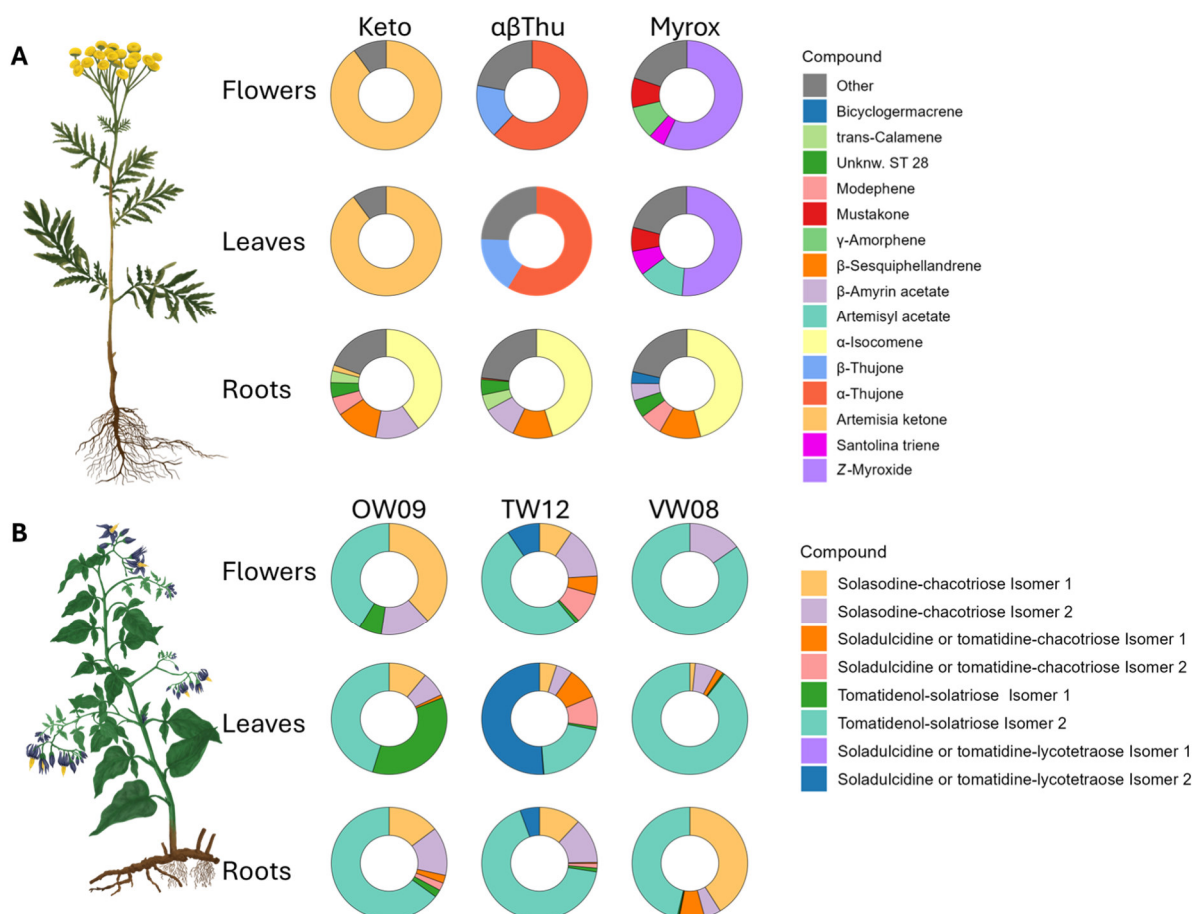 A
Keto αβThu Myrox
Flowers
Leaves
Roots
Compound
Other
Bicyclogermacrene
trans-Calamene
Unknw. ST 28
Modephene
Mustakone
γ-Amorphene
β-Sesquiphellandrene
β-Amyrin acetate
Artemisyl acetate
α-Isocomene
β-Thujone
α-Thujone
Artemisia ketone
Santolina triene
Z-Myroxide
B
OW09 TW12 VW08
Flowers
Leaves
Roots
Compound
Solasodine-chacotriose Isomer 1
Solasodine-chacotriose Isomer 2
Soladulcidine or tomatidine-chacotriose Isomer 1
Soladulcidine or tomatidine-chacotriose Isomer 2
Tomatidenol-solatriose Isomer 1
Tomatidenol-solatriose Isomer 2
Soladulcidine or tomatidine-lycotetraose Isomer 1
Soladulcidine or tomatidine-lycotetraose Isomer 2